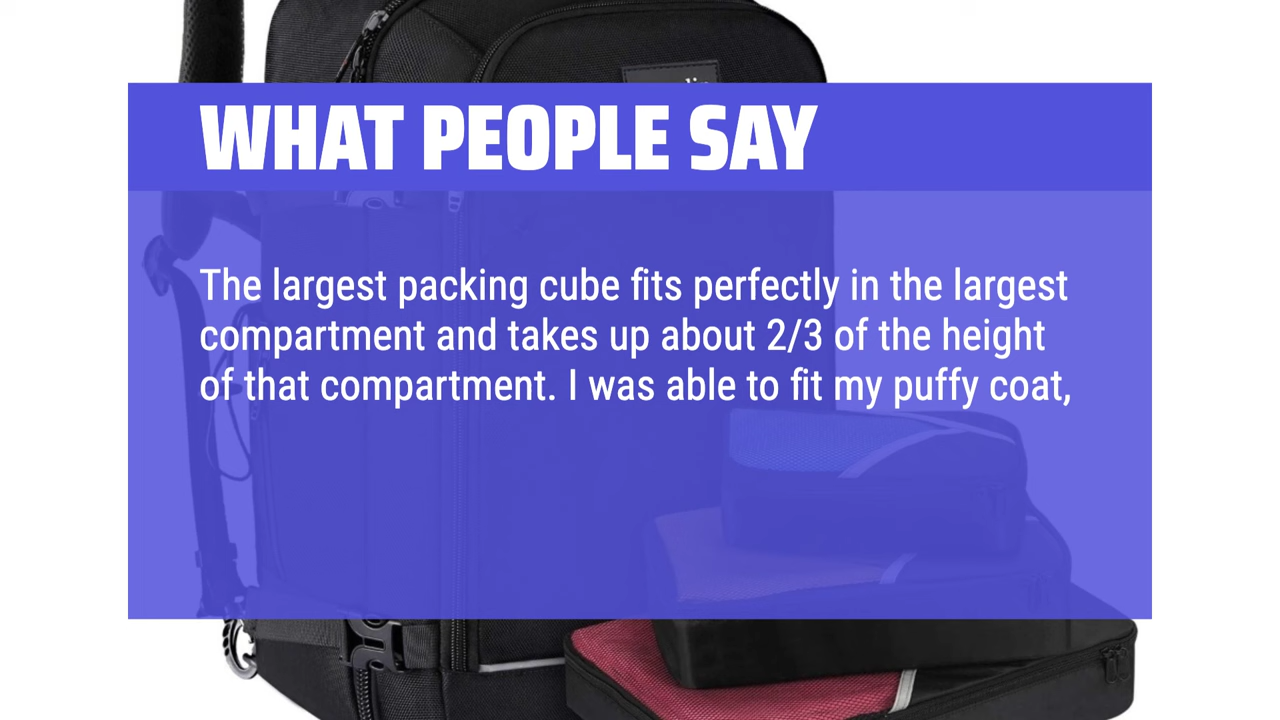 WHAT PEOPLE SAY
The largest packing cube fits perfectly in the largest
compartment and takes up about 2/3 of the height
of that compartment. I was able to fit my puffy coat,